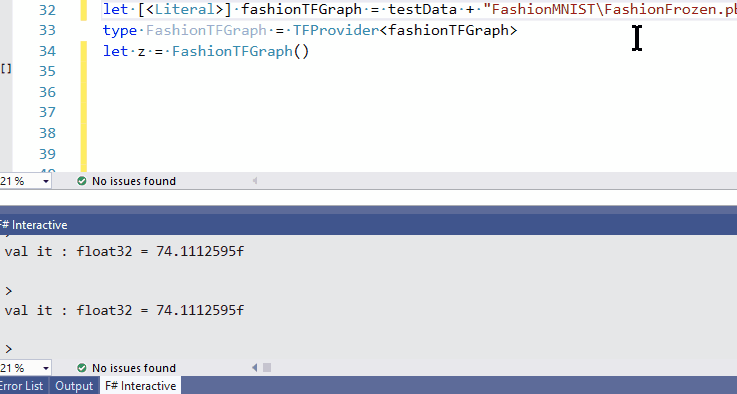 32 let [<Literal>] fashionTFGraph = testData + "FashionMNIST\FashionFrozen.pb
33 type FashionTFGraph = TFProvider<fashionTFGraph>
34 let z = FashionTFGraph()
35
36
37
38
39
21 % No issues found
F# Interactive
val it : float32 = 74.1112595f
>
val it : float32 = 74.1112595f
>
21 % No issues found
Error List Output F# Interactive